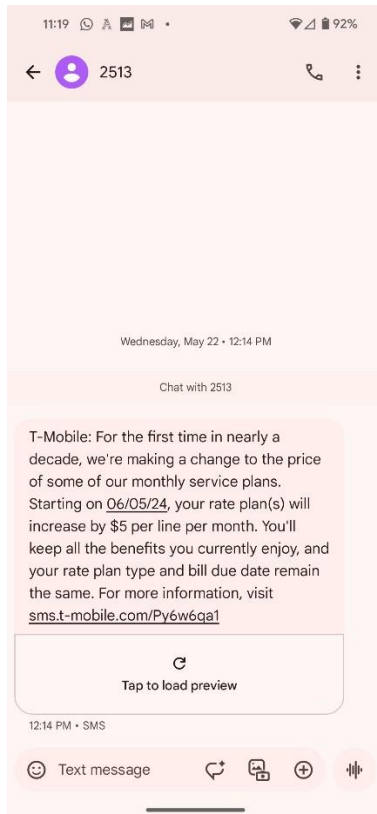 11:19 92%
2513
Wednesday, May 22 • 12:14 PM
Chat with 2513
T-Mobile: For the first time in nearly a
decade, we're making a change to the price
of some of our monthly service plans.
Starting on 06/05/24, your rate plan(s) will
increase by $5 per line per month. You'll
keep all the benefits you currently enjoy, and
your rate plan type and bill due date remain
the same. For more information, visit
sms.t-mobile.com/Py6w6qa1
Tap to load preview
12:14 PM • SMS
Text message